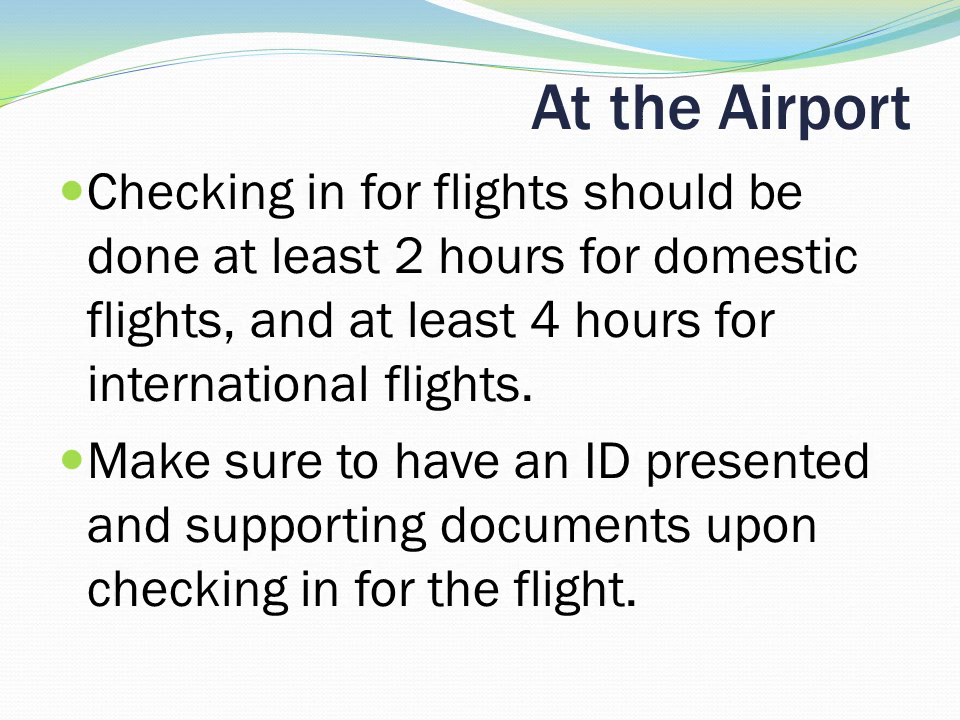 At the Airport
Checking in for flights should be
done at least 2 hours for domestic
flights, and at least 4 hours for
international flights.
Make sure to have an ID presented
and supporting documents upon
checking in for the flight.